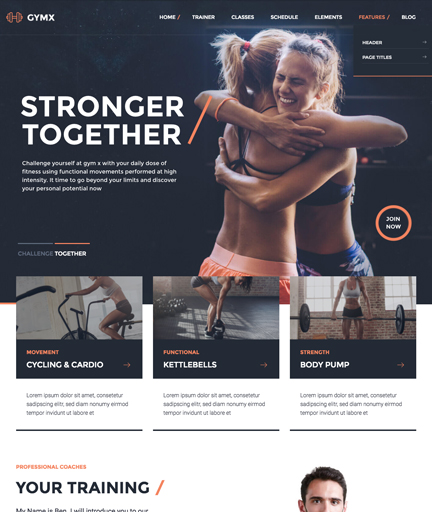 GYMX
HOME / TRAINER CLASSES SCHEDULE ELEMENTS FEATURES / BLOG
HEADER →
PAGE TITLES →
STRONGER
TOGETHER /
Challenge yourself at gym x with your daily dose of
fitness using functional movements performed at high
intensity. It time to go beyond your limits and discover
your personal potential now
JOIN
NOW
CHALLENGE TOGETHER
MOVEMENT
CYCLING & CARDIO →
Lorem ipsum dolor sit amet, consetetur
sadipscing elitr, sed diam nonumy eirmod
tempor invidunt ut labore et
FUNCTIONAL
KETTLEBELLS →
Lorem ipsum dolor sit amet, consetetur
sadipscing elitr, sed diam nonumy eirmod
tempor invidunt ut labore et
STRENGTH
BODY PUMP →
Lorem ipsum dolor sit amet, consetetur
sadipscing elitr, sed diam nonumy eirmod
tempor invidunt ut labore et
PROFESSIONAL COACHES
YOUR TRAINING /
My Name is Ben, I will introduce you to our